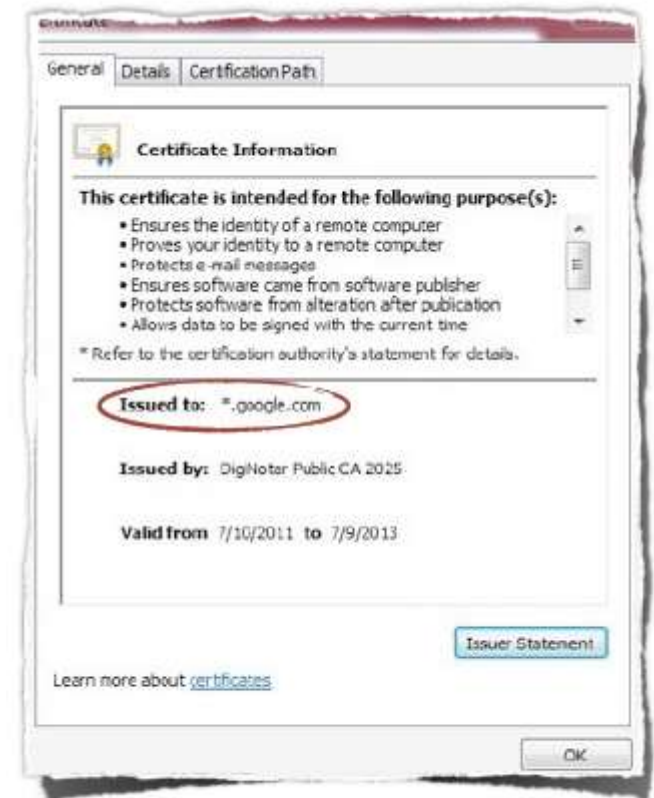 Certificate
General Details Certification Path
Certificate Information
This certificate is intended for the following purpose(s):
• Ensures the identity of a remote computer
• Proves your identity to a remote computer
• Protects e-mail messages
• Ensures software came from software publisher
• Protects software from alteration after publication
• Allows data to be signed with the current time
* Refer to the certification authority's statement for details.
Issued to: *.google.com
Issued by: DigiNotar Public CA 2025
Valid from 7/10/2011 to 7/9/2013
Issuer Statement
Learn more about certificates
OK